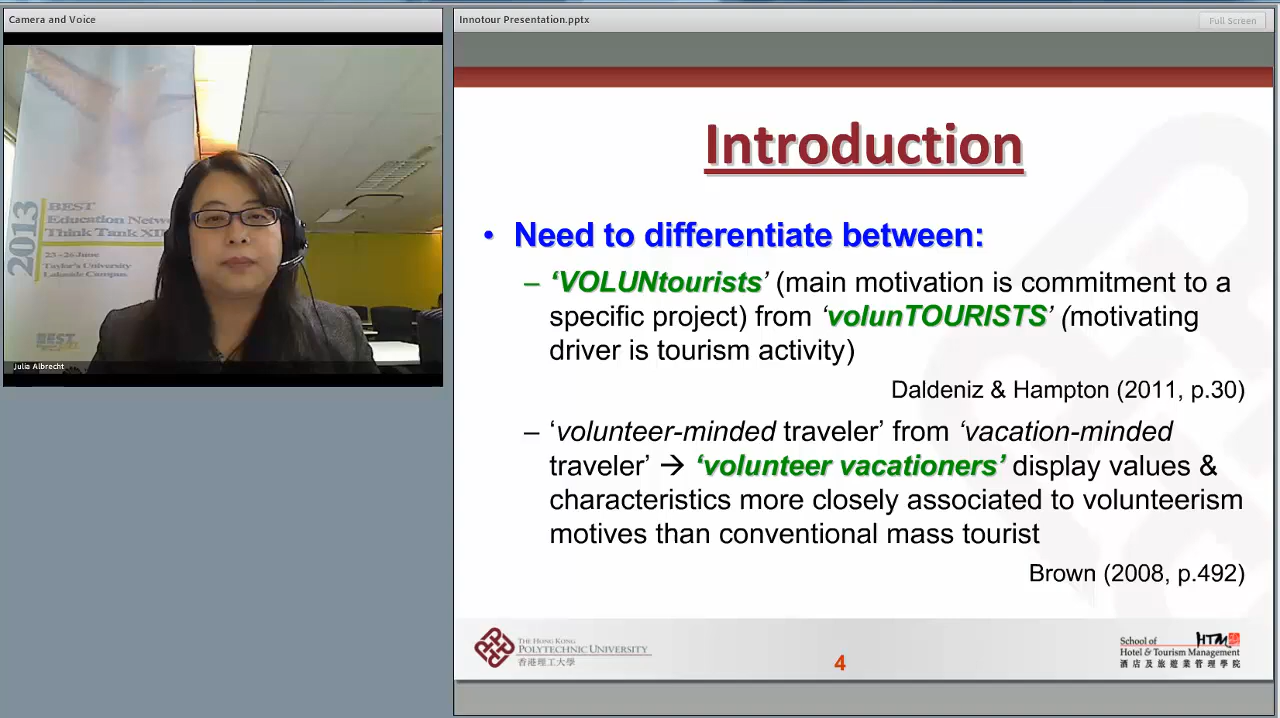 Camera and Voice
Innotour Presentation.pptx
Full Screen
2013
BEST
Education Netw
Think Tank XII
23 - 26 June
Taylor's University
Lakeside Campus
BEST
Julia Albrecht
Introduction
• Need to differentiate between:
– ‘VOLUNtourists’ (main motivation is commitment to a
specific project) from ‘volunTOURISTS’ (motivating
driver is tourism activity)
Daldeniz & Hampton (2011, p.30)
– ‘volunteer-minded traveler’ from ‘vacation-minded
traveler’ → ‘volunteer vacationers’ display values &
characteristics more closely associated to volunteerism
motives than conventional mass tourist
Brown (2008, p.492)
THE HONG KONG
POLYTECHNIC UNIVERSITY
香港理工大學
4
School of HTM
Hotel & Tourism Management
酒店及旅遊業管理學院